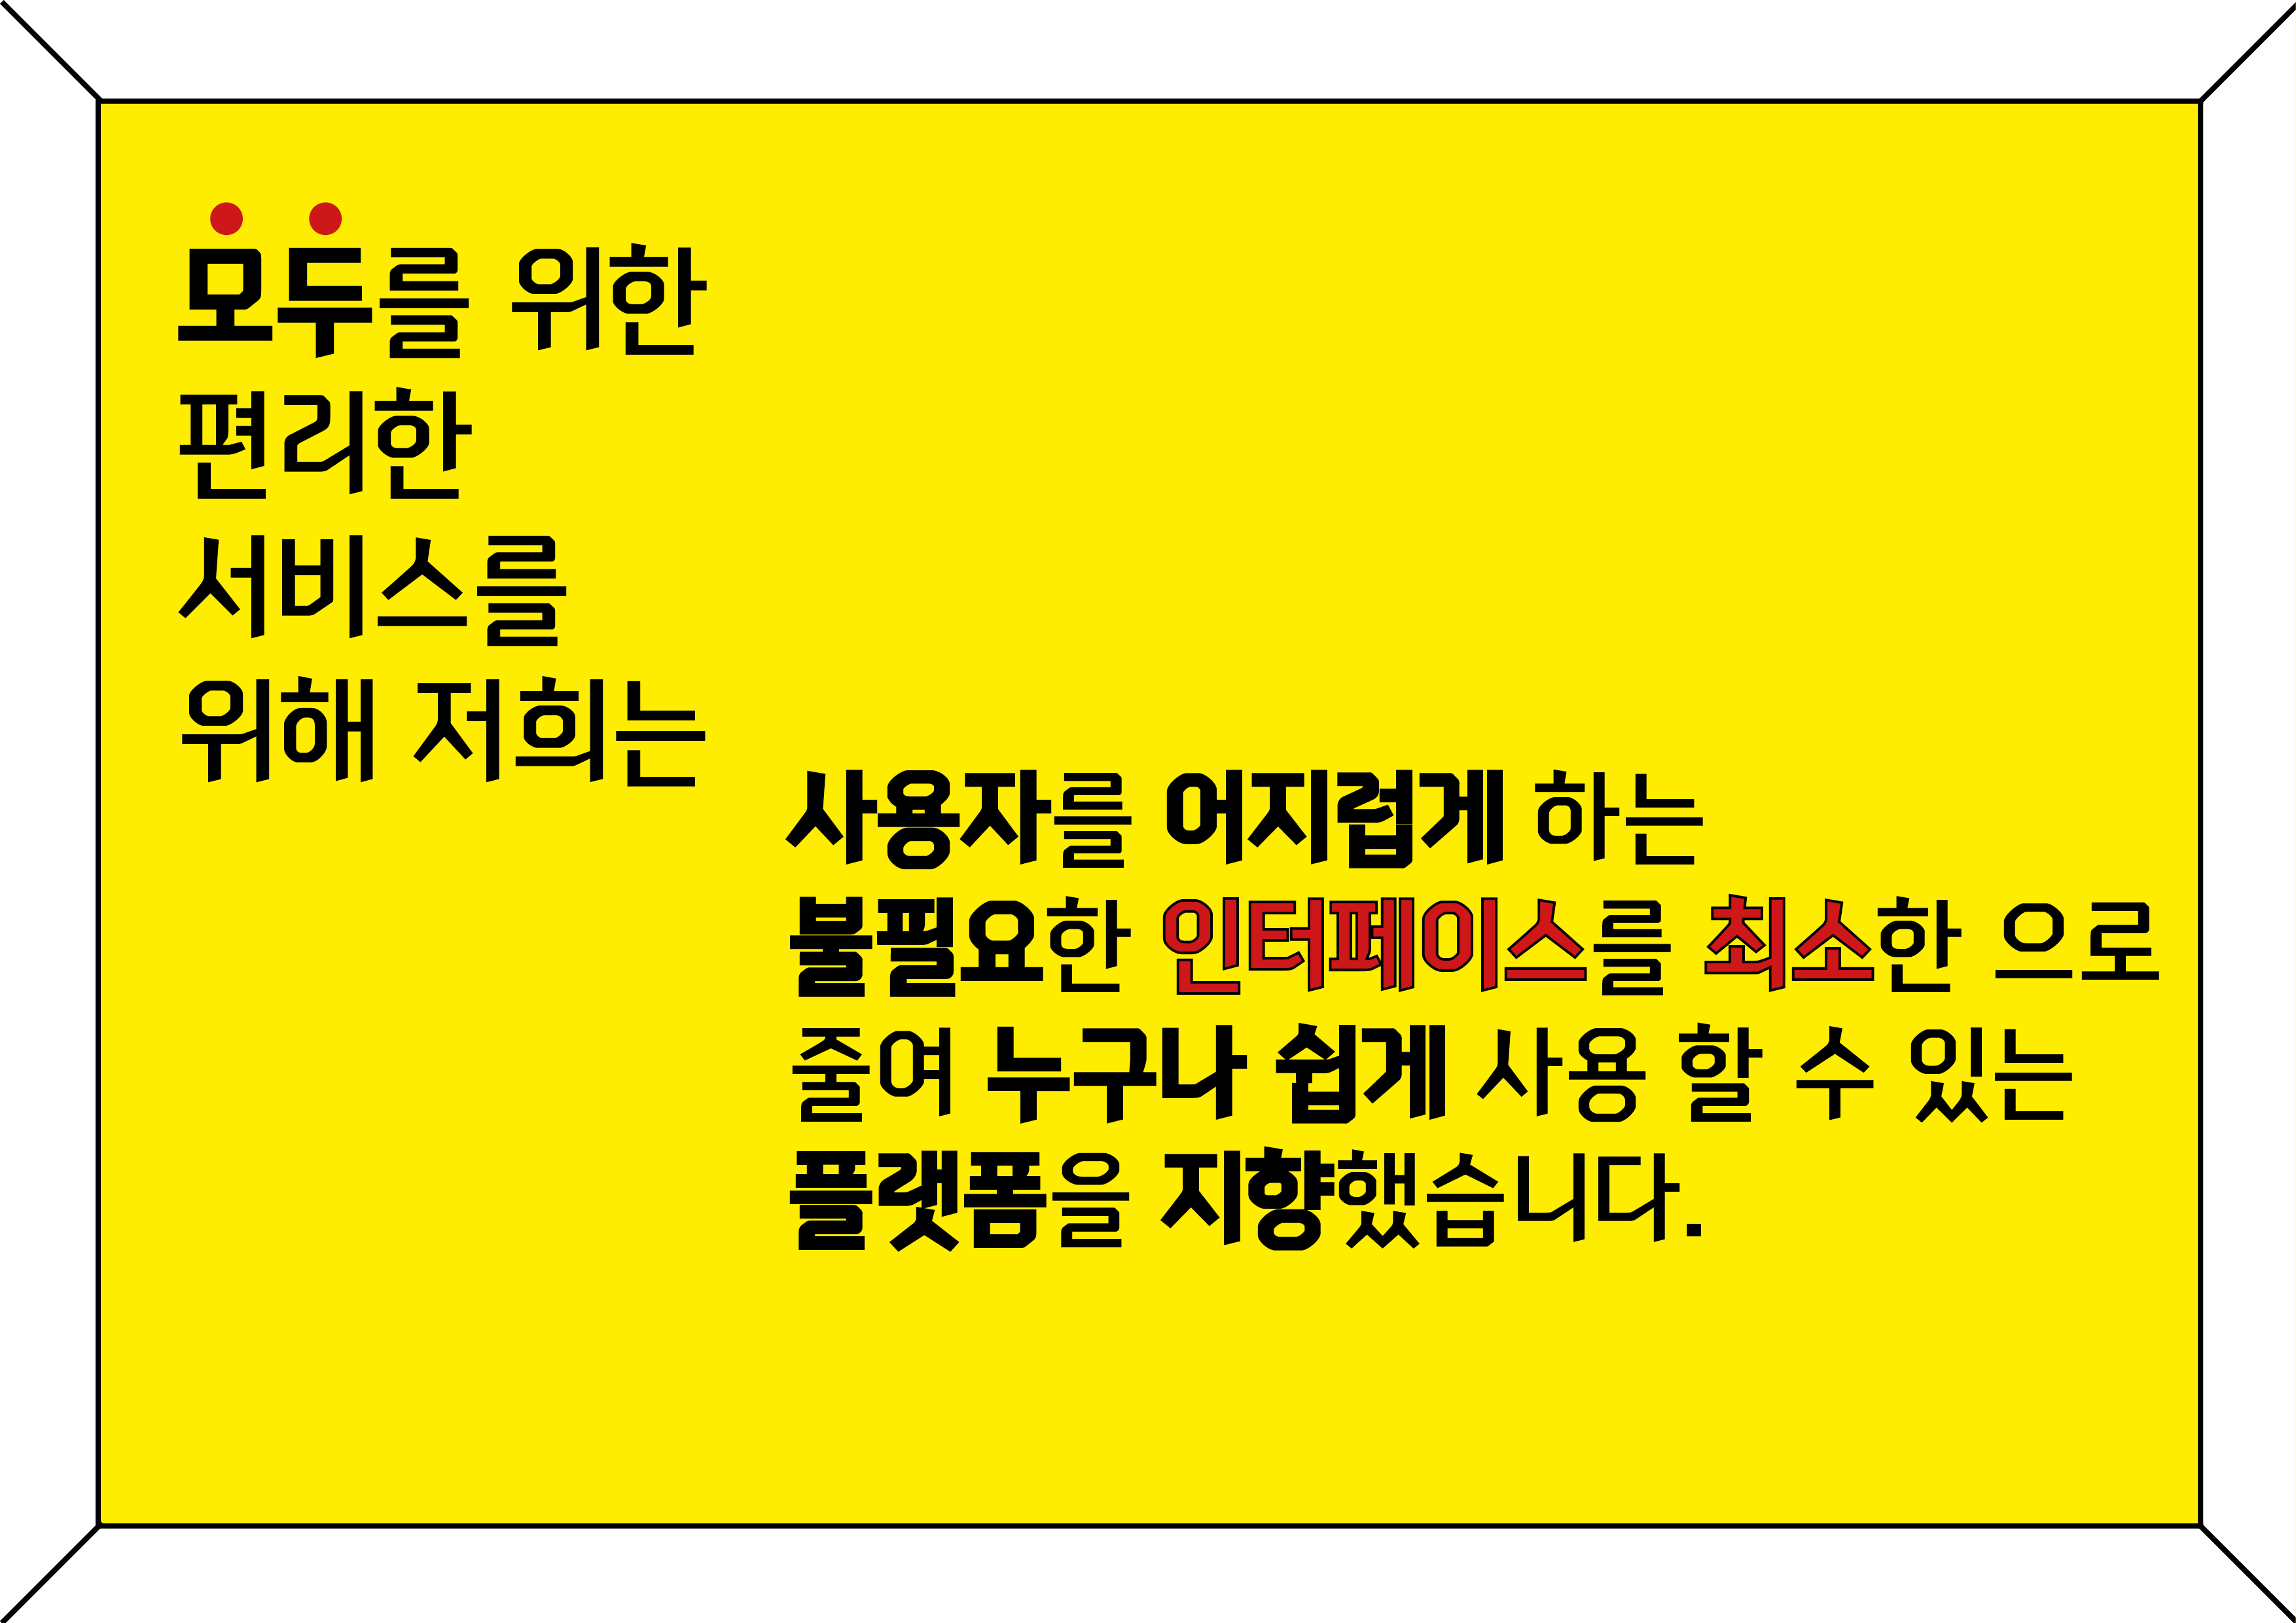 모두를 위한
편리한
서비스를
위해 저희는
사용자를 어지럽게 하는
불필요한 인터페이스를 최소한 으로
줄여 누구나 쉽게 사용 할 수 있는
플랫폼을 지향했습니다.